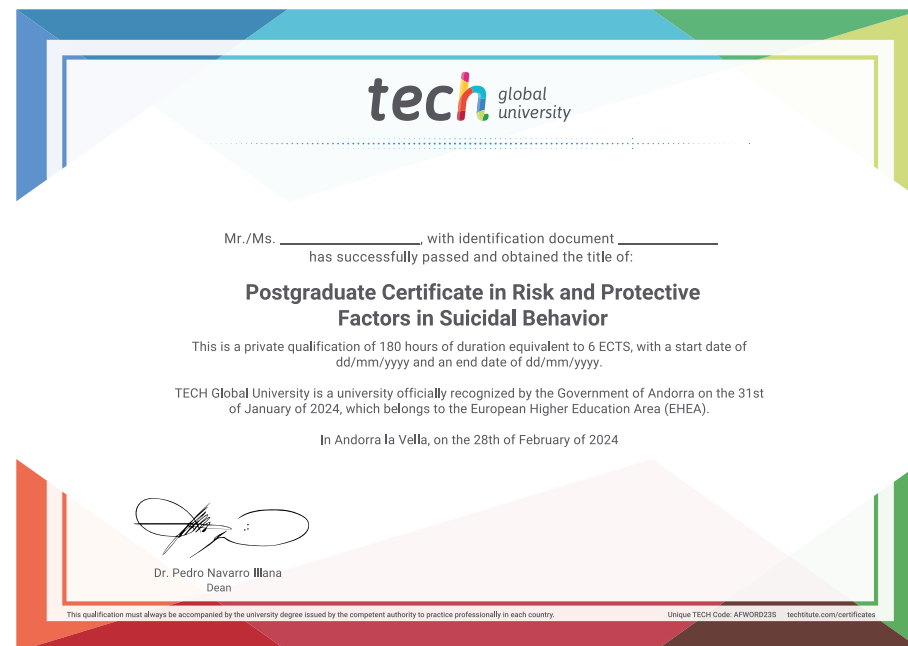 tech global
university
Mr./Ms. ____________________, with identification document ______________
has successfully passed and obtained the title of:
Postgraduate Certificate in Risk and Protective
Factors in Suicidal Behavior
This is a private qualification of 180 hours of duration equivalent to 6 ECTS, with a start date of
dd/mm/yyyy and an end date of dd/mm/yyyy.
TECH Global University is a university officially recognized by the Government of Andorra on the 31st
of January of 2024, which belongs to the European Higher Education Area (EHEA).
In Andorra la Vella, on the 28th of February of 2024
Dr. Pedro Navarro Illana
Dean
This qualification must always be accompanied by the university degree issued by the competent authority to practice professionally in each country. Unique TECH Code: AFWORD23S techtitute.com/certificates